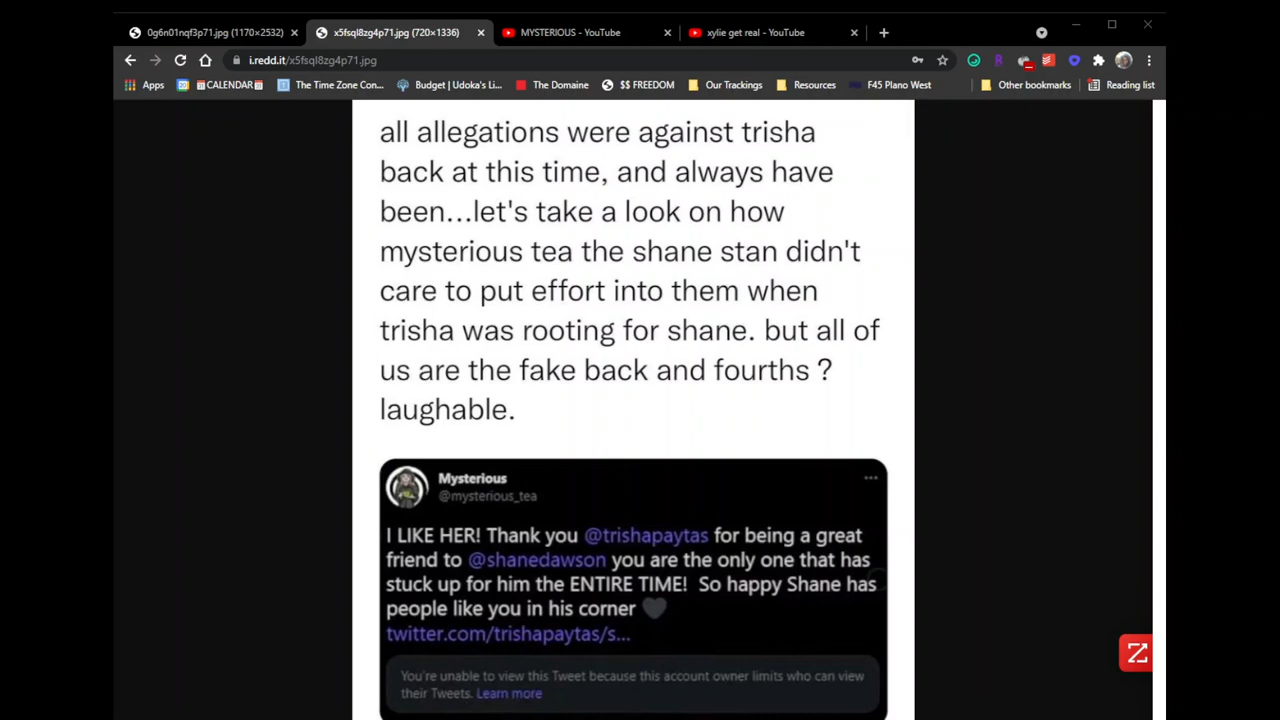 0g6n01nqf3p71.jpg (1170×2532)
x5fsql8zg4p71.jpg (720×1336)
MYSTERIOUS - YouTube
xylie get real - YouTube
i.redd.it/x5fsql8zg4p71.jpg
Apps
CALENDAR
The Time Zone Con...
Budget | Udoka's Li...
The Domaine
$$ FREEDOM
Our Trackings
Resources
F45 Plano West
Other bookmarks
Reading list
all allegations were against trisha
back at this time, and always have
been...let's take a look on how
mysterious tea the shane stan didn't
care to put effort into them when
trisha was rooting for shane. but all of
us are the fake back and fourths ?
laughable.
Mysterious
@mysterious_tea
I LIKE HER! Thank you @trishapaytas for being a great
friend to @shanedawson you are the only one that has
stuck up for him the ENTIRE TIME! So happy Shane has
people like you in his corner 🖤
twitter.com/trishapaytas/s...
You're unable to view this Tweet because this account owner limits who can view
their Tweets. Learn more